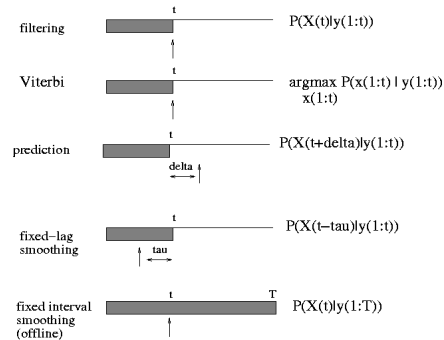 t
filtering
P(X(t)|y(1:t))
t
Viterbi
argmax P(x(1:t) | y(1:t))
x(1:t)
t
prediction
P(X(t+delta)|y(1:t))
delta
t
fixed-lag
smoothing
P(X(t-tau)|y(1:t))
tau
t
T
fixed interval
smoothing
(offline)
P(X(t)|y(1:T))